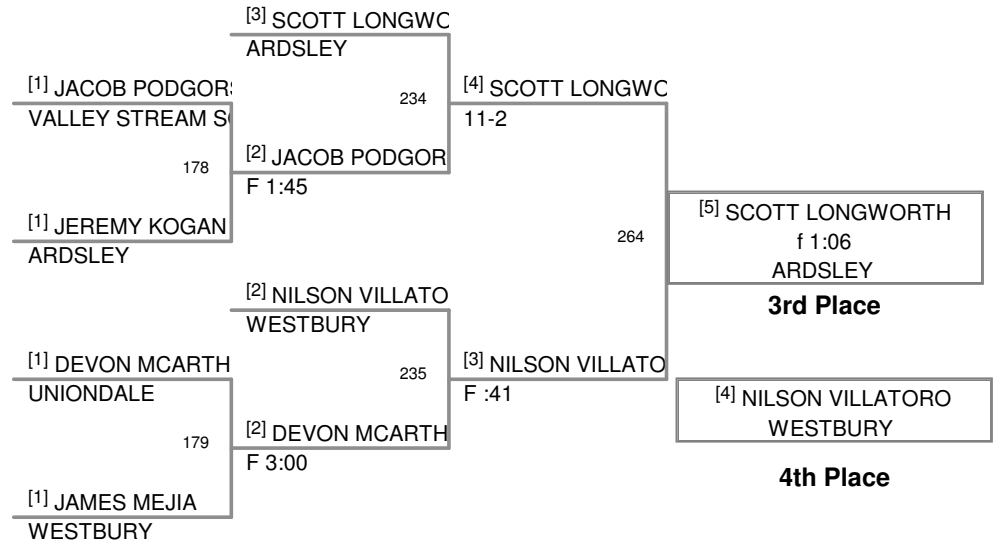 [3] SCOTT LONGWC
ARDSLEY
[1] JACOB PODGOR
VALLEY STREAM S
234
[4] SCOTT LONGWC
11-2
178
[2] JACOB PODGOR
F 1:45
[1] JEREMY KOGAN
ARDSLEY
264
[5] SCOTT LONGWORTH
f 1:06
ARDSLEY
3rd Place
[2] NILSON VILLATO
WESTBURY
[1] DEVON MCARTH
UNIONDALE
235
[3] NILSON VILLATO
F :41
[4] NILSON VILLATORO
WESTBURY
4th Place
179
[2] DEVON MCARTH
F 3:00
[1] JAMES MEJIA
WESTBURY